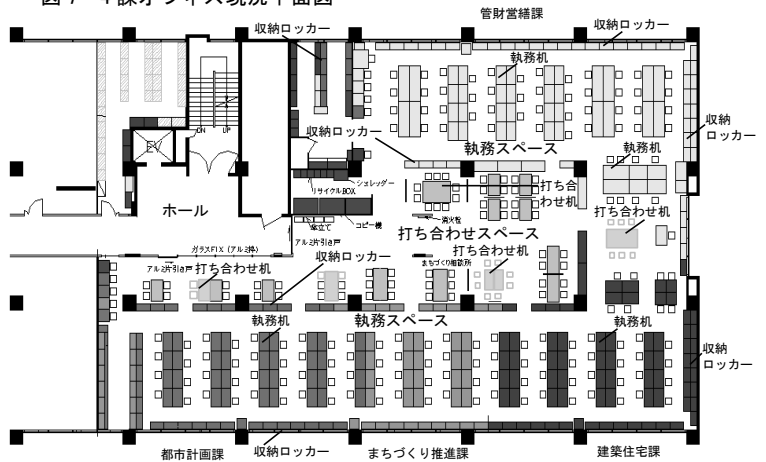 図7 4課オフィス現況平面図
管財営繕課
収納ロッカー
収納ロッカー
執務机
収納
ロッカー
収納ロッカー
執務スペース
執務机
EV
DN
UP
シュレッダー
リサイクルBOX
打ち合
わせ机
打ち合わせ机
ホール
傘立て
コピー機
消火栓
打ち合わせスペース
アルミ片引き戸
ガラスFIX(アルミ枠)
収納ロッカー
打ち合わせ机
アルミ片引き戸
打ち合わせ机
まちづくり相談所
執務スペース
執務机
執務机
収納
ロッカー
都市計画課
収納ロッカー
まちづくり推進課
建築住宅課